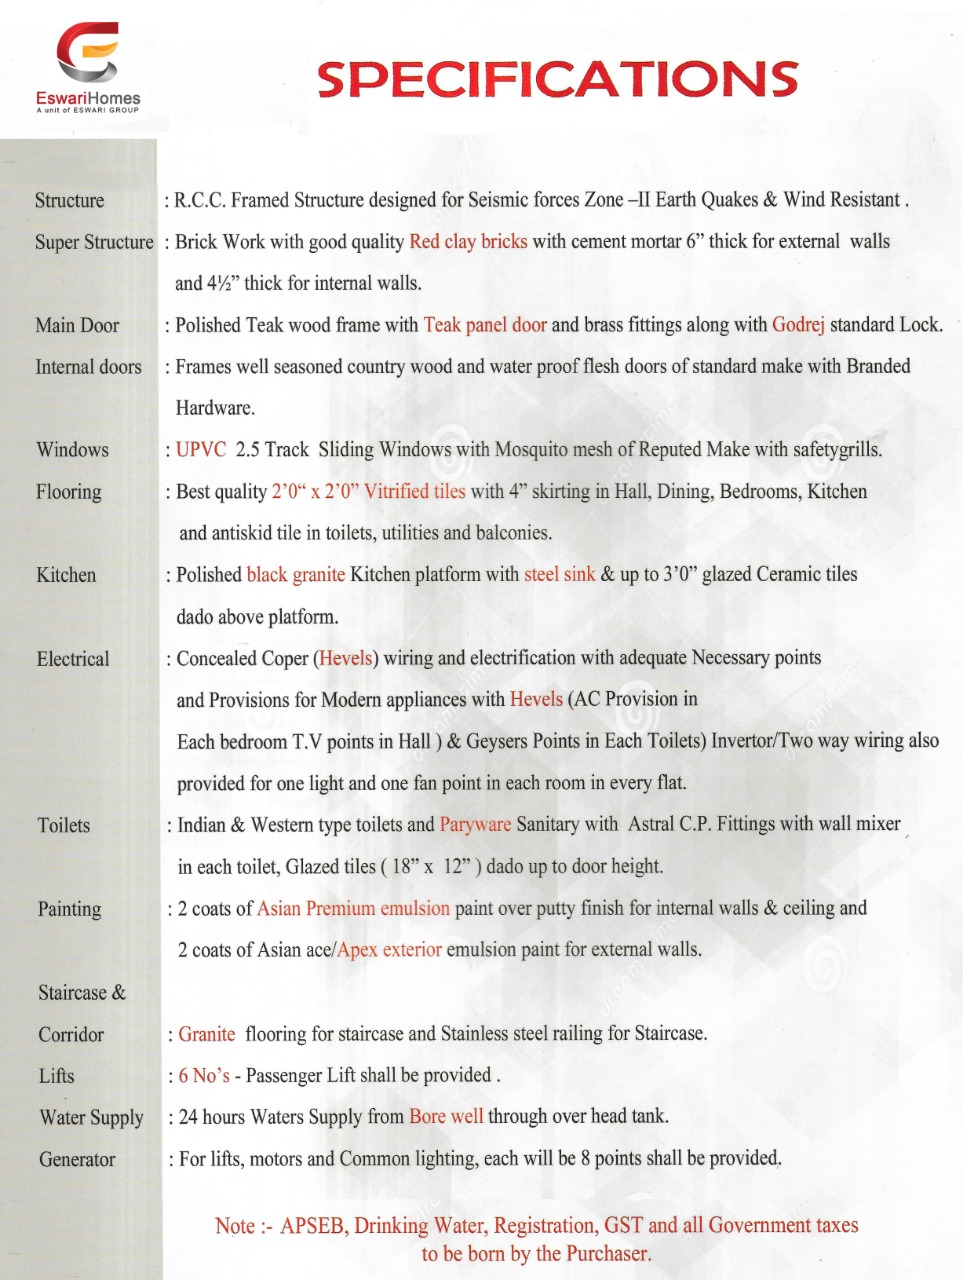 EswariHomes
A unit of ESWARI GROUP
SPECIFICATIONS
Structure : R.C.C. Framed Structure designed for Seismic forces Zone –II Earth Quakes & Wind Resistant .
Super Structure : Brick Work with good quality Red clay bricks with cement mortar 6” thick for external walls
and 4½” thick for internal walls.
Main Door : Polished Teak wood frame with Teak panel door and brass fittings along with Godrej standard Lock.
Internal doors : Frames well seasoned country wood and water proof flesh doors of standard make with Branded
Hardware.
Windows : UPVC 2.5 Track Sliding Windows with Mosquito mesh of Reputed Make with safetygrills.
Flooring : Best quality 2’0“ x 2’0” Vitrified tiles with 4” skirting in Hall, Dining, Bedrooms, Kitchen
and antiskid tile in toilets, utilities and balconies.
Kitchen : Polished black granite Kitchen platform with steel sink & up to 3’0” glazed Ceramic tiles
dado above platform.
Electrical : Concealed Coper (Hevels) wiring and electrification with adequate Necessary points
and Provisions for Modern appliances with Hevels (AC Provision in
Each bedroom T.V points in Hall ) & Geysers Points in Each Toilets) Invertor/Two way wiring also
provided for one light and one fan point in each room in every flat.
Toilets : Indian & Western type toilets and Paryware Sanitary with Astral C.P. Fittings with wall mixer
in each toilet, Glazed tiles ( 18” x 12” ) dado up to door height.
Painting : 2 coats of Asian Premium emulsion paint over putty finish for internal walls & ceiling and
2 coats of Asian ace/Apex exterior emulsion paint for external walls.
Staircase &
Corridor : Granite flooring for staircase and Stainless steel railing for Staircase.
Lifts : 6 No’s - Passenger Lift shall be provided .
Water Supply : 24 hours Waters Supply from Bore well through over head tank.
Generator : For lifts, motors and Common lighting, each will be 8 points shall be provided.
Note :- APSEB, Drinking Water, Registration, GST and all Government taxes
to be born by the Purchaser.